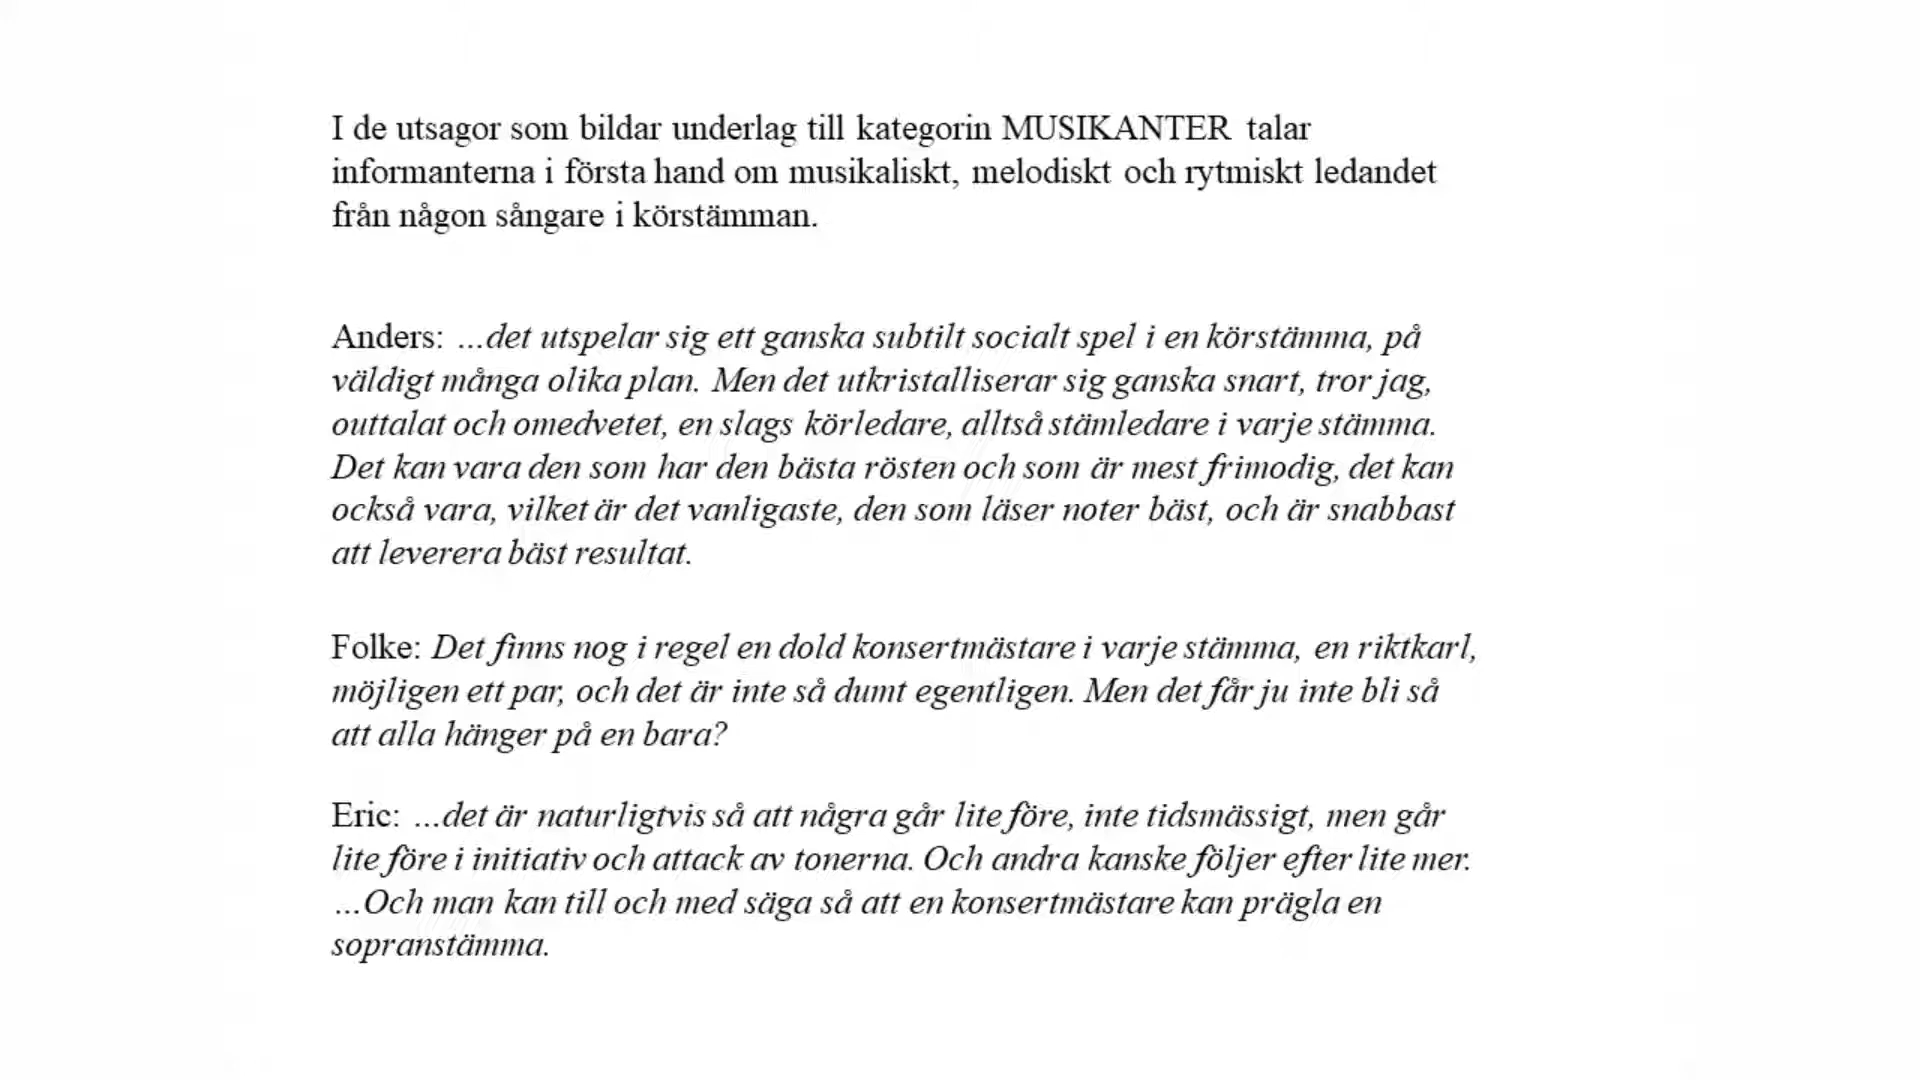 I de utsagor som bildar underlag till kategorin MUSIKANTER talar
informanterna i första hand om musikaliskt, melodiskt och rytmiskt ledandet
från någon sångare i körstämman.
Anders: …det utspelar sig ett ganska subtilt socialt spel i en körstämma, på
väldigt många olika plan. Men det utkristalliserar sig ganska snart, tror jag,
outtalat och omedvetet, en slags körledare, alltså stämledare i varje stämma.
Det kan vara den som har den bästa rösten och som är mest frimodig, det kan
också vara, vilket är det vanligaste, den som läser noter bäst, och är snabbast
att leverera bäst resultat.
Folke: Det finns nog i regel en dold konsertmästare i varje stämma, en riktkarl,
möjligen ett par, och det är inte så dumt egentligen. Men det får ju inte bli så
att alla hänger på en bara?
Eric: …det är naturligtvis så att några går lite före, inte tidsmässigt, men går
lite före i initiativ och attack av tonerna. Och andra kanske följer efter lite mer.
…Och man kan till och med säga så att en konsertmästare kan prägla en
sopranstämma.